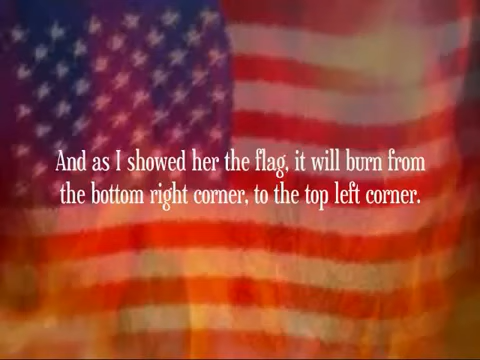 And as I showed her the flag, it will burn from
the bottom right corner, to the top left corner.